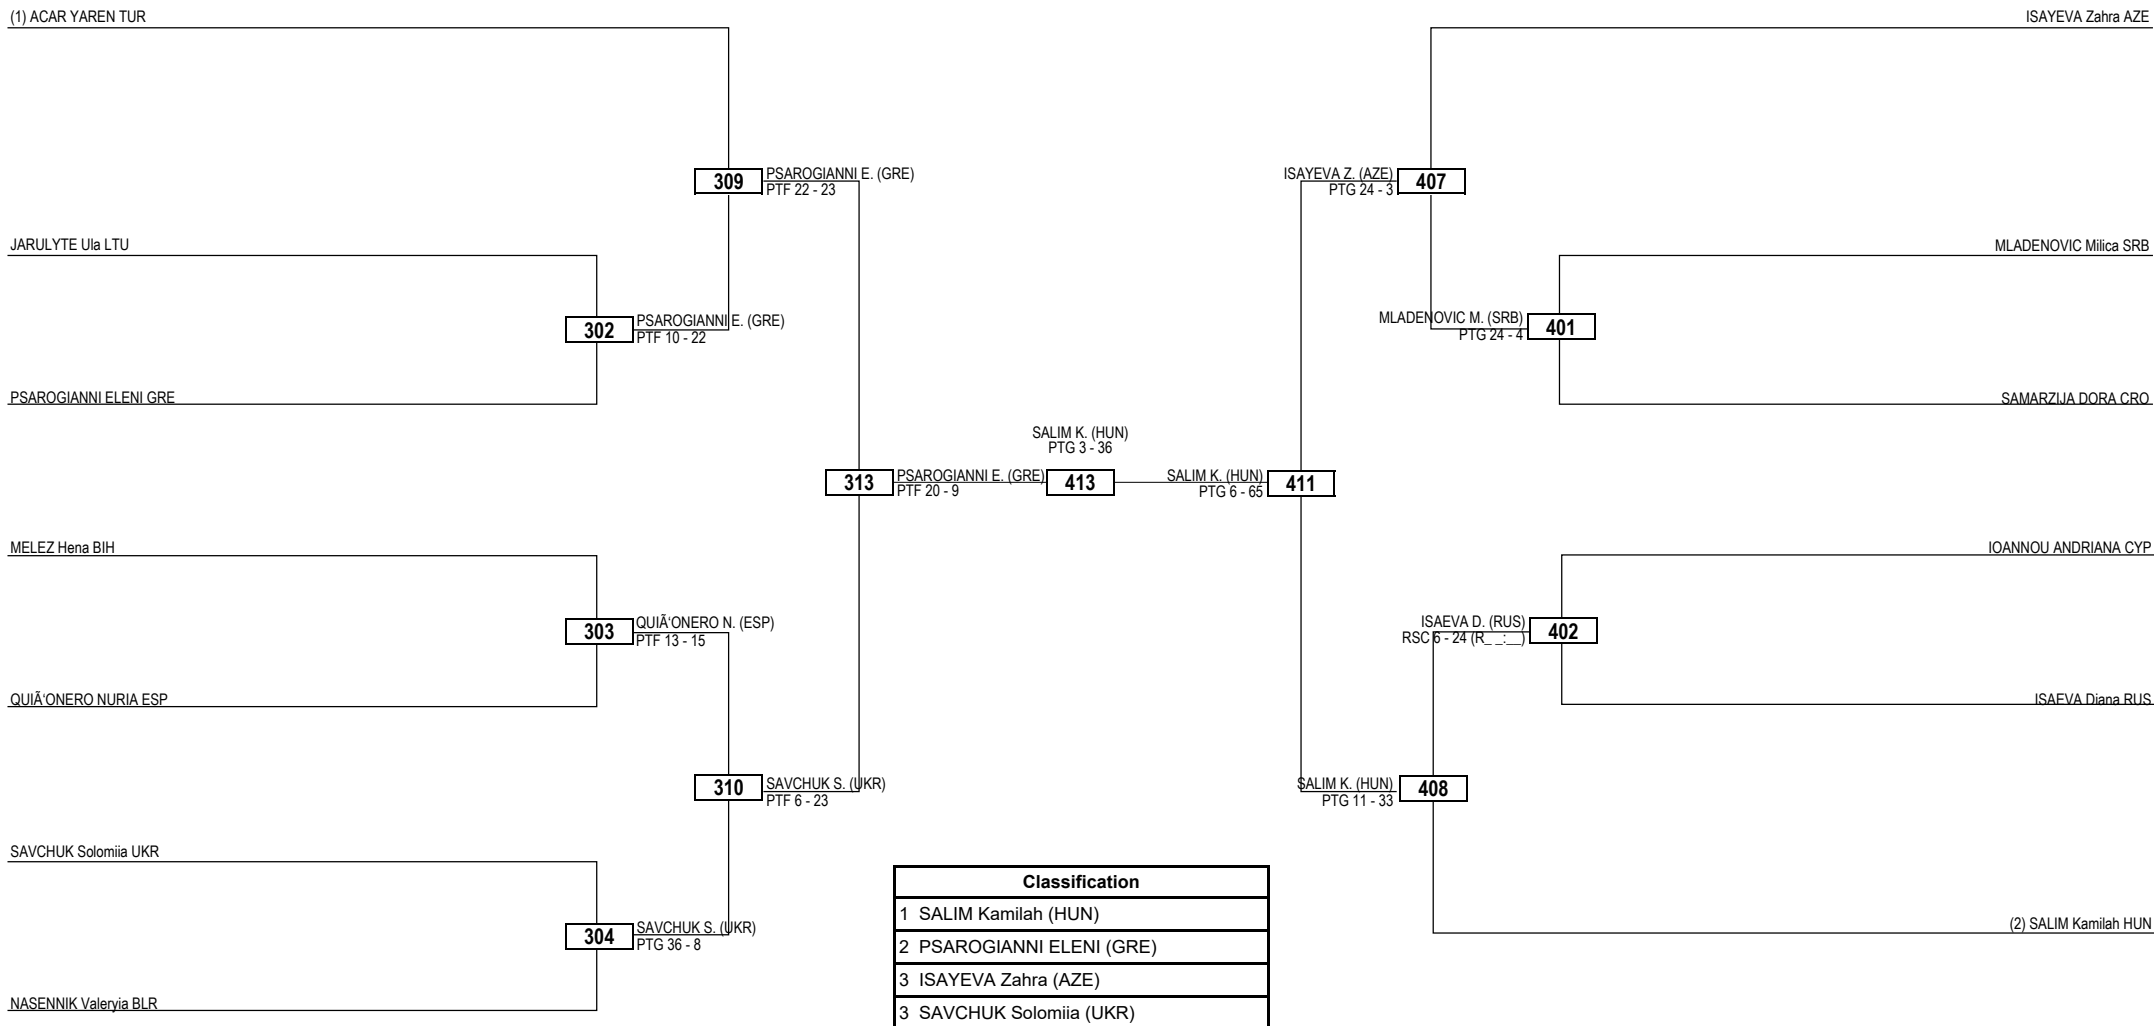 (1) ACAR YAREN TUR
ISAYEVA Zahra AZE
309
PSAROGIANNI E. (GRE)
PTF 22 - 23
ISAYEVA Z. (AZE)
PTG 24 - 3
407
JARULYTE Ula LTU
MLADENOVIC Milica SRB
302
PSAROGIANNI E. (GRE)
PTF 10 - 22
MLADENOVIC M. (SRB)
PTG 24 - 4
401
PSAROGIANNI ELENI GRE
SAMARZIJA DORA CRO
SALIM K. (HUN)
PTG 3 - 36
313
PSAROGIANNI E. (GRE)
PTF 20 - 9
413
SALIM K. (HUN)
PTG 6 - 65
411
MELEZ Hena BIH
IOANNOU ANDRIANA CYP
303
QUIÃ‘ONERO N. (ESP)
PTF 13 - 15
ISAEVA D. (RUS)
RSC 6 - 24 (R_ _:__)
402
QUIÃ‘ONERO NURIA ESP
ISAEVA Diana RUS
310
SAVCHUK S. (UKR)
PTF 6 - 23
SALIM K. (HUN)
PTG 11 - 33
408
SAVCHUK Solomiia UKR
304
SAVCHUK S. (UKR)
PTG 36 - 8
(2) SALIM Kamilah HUN
NASENNIK Valeryia BLR
Classification
1 SALIM Kamilah (HUN)
2 PSAROGIANNI ELENI (GRE)
3 ISAYEVA Zahra (AZE)
3 SAVCHUK Solomiia (UKR)